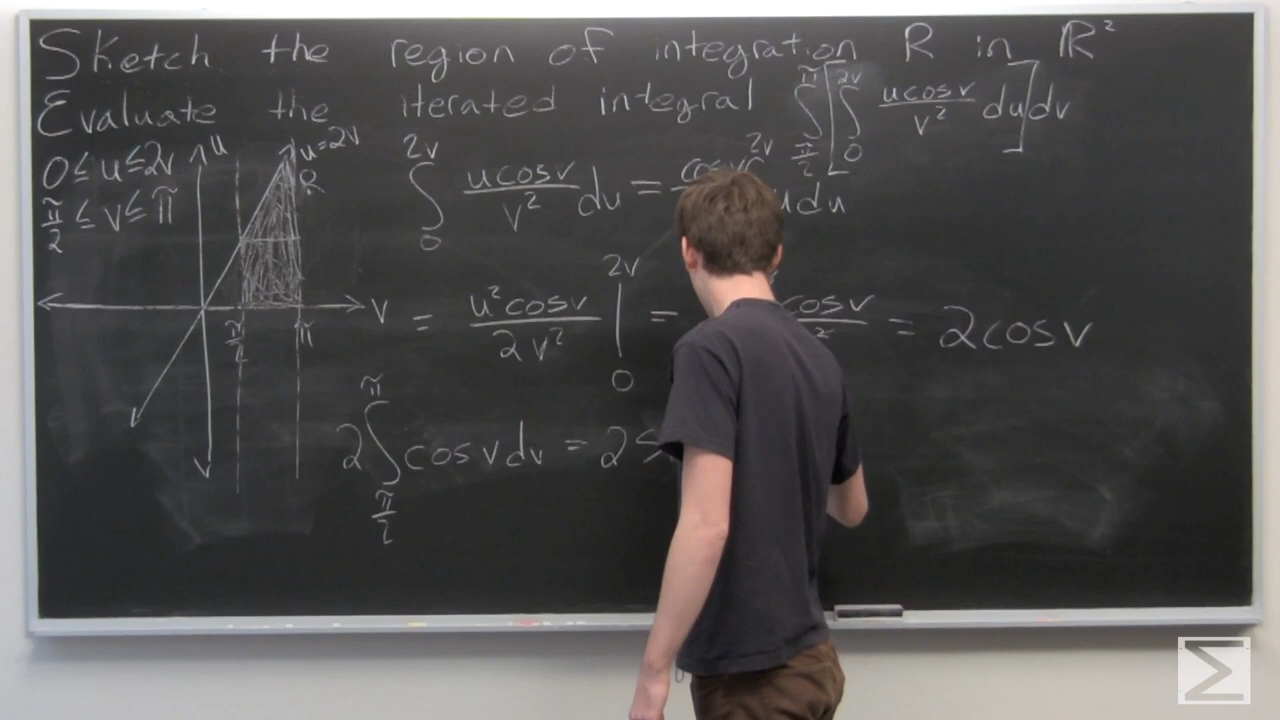 Sketch the region of integration R in ℝ²
Evaluate the iterated integral ∫_{π/2}^{π} [∫_0^{2v} (u cos v)/v² du] dv
0 ≤ u ≤ 2v
π/2 ≤ v ≤ π
u
u=2v
R
v
π/2
π
∫_0^{2v} (u cos v)/v² du = u du
= (u² cos v)/(2v²) |_0^{2v} = cos v = 2cos v
2∫_{π/2}^{π} cos v dv = 2
Σ